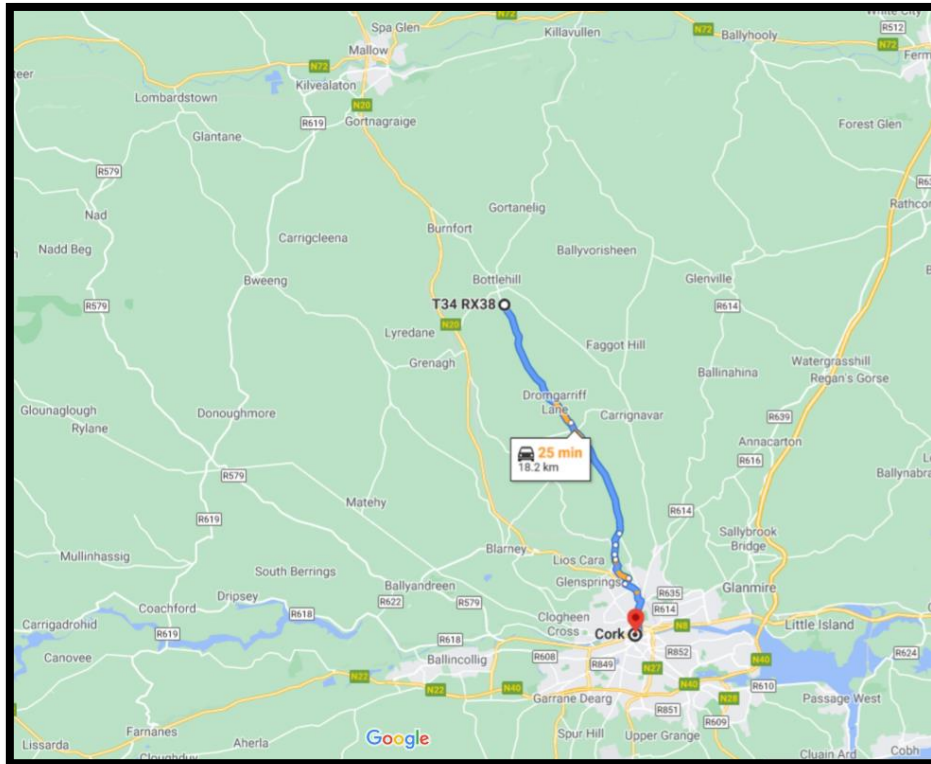 N72
Spa Glen
Mallow
Killavullen
N72
Ballyhooly
R512
N72
N72
Lombardstown
Kilvealaton
N20
Glantane
R619
Gortnagraige
Forest Glen
R579
R579
Nad
Nadd Beg
Carrigcleena
Bweeng
Burnfort
Gortanelig
Ballyvorisheen
Glenville
Bottlehill
T34 RX38
R579
R614
N20
Lyredane
Grenagh
Faggot Hill
Ballinahina
Watergrasshill
Regan's Gorse
Dromgarriff
Lane
Carrignavar
Glounaglough
Rylane
Donoughmore
R639
Annacarton
25 min
18.2 km
R616
R579
Matehy
R614
R619
Mullinhassig
Blarney
Lios Cara
Sallybrook
Bridge
South Berrings
Ballyandreen
Glensprings
Glanmire
Dripsey
Coachford
R622
R579
R635
R614
Carrigadrohid
R618
R619
Clogheen
Cross
Cork
N8
Little Island
Canovee
R618
R608
R849
R852
N27
N40
R624
Ballincollig
N22
N22
N40
Garrane Dearg
N40
R610
N28
Passage West
R851
R609
Farnanes
Aherla
Google
Spur Hill
Upper Grange
Lissarda
Cloughduv
Cluain Ard
Cobh